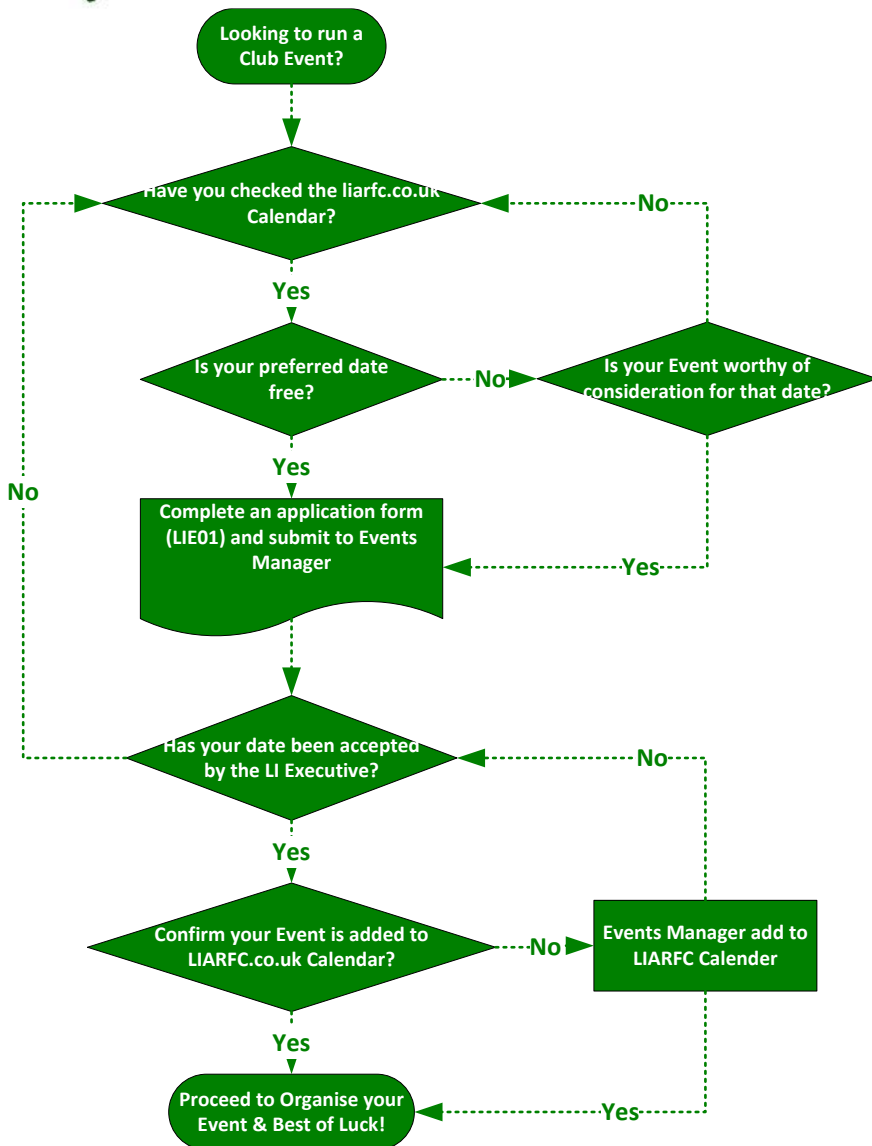 Looking to run a
Club Event?
Have you checked the liarfc.co.uk
Calendar?
No
Yes
Is your preferred date
free?
No
Is your Event worthy of
consideration for that date?
Yes
No
Complete an application form
(LIE01) and submit to Events
Manager
Yes
Has your date been accepted
by the LI Executive?
No
Yes
Confirm your Event is added to
LIARFC.co.uk Calendar?
No
Events Manager add to
LIARFC Calender
Yes
Proceed to Organise your
Event & Best of Luck!
Yes